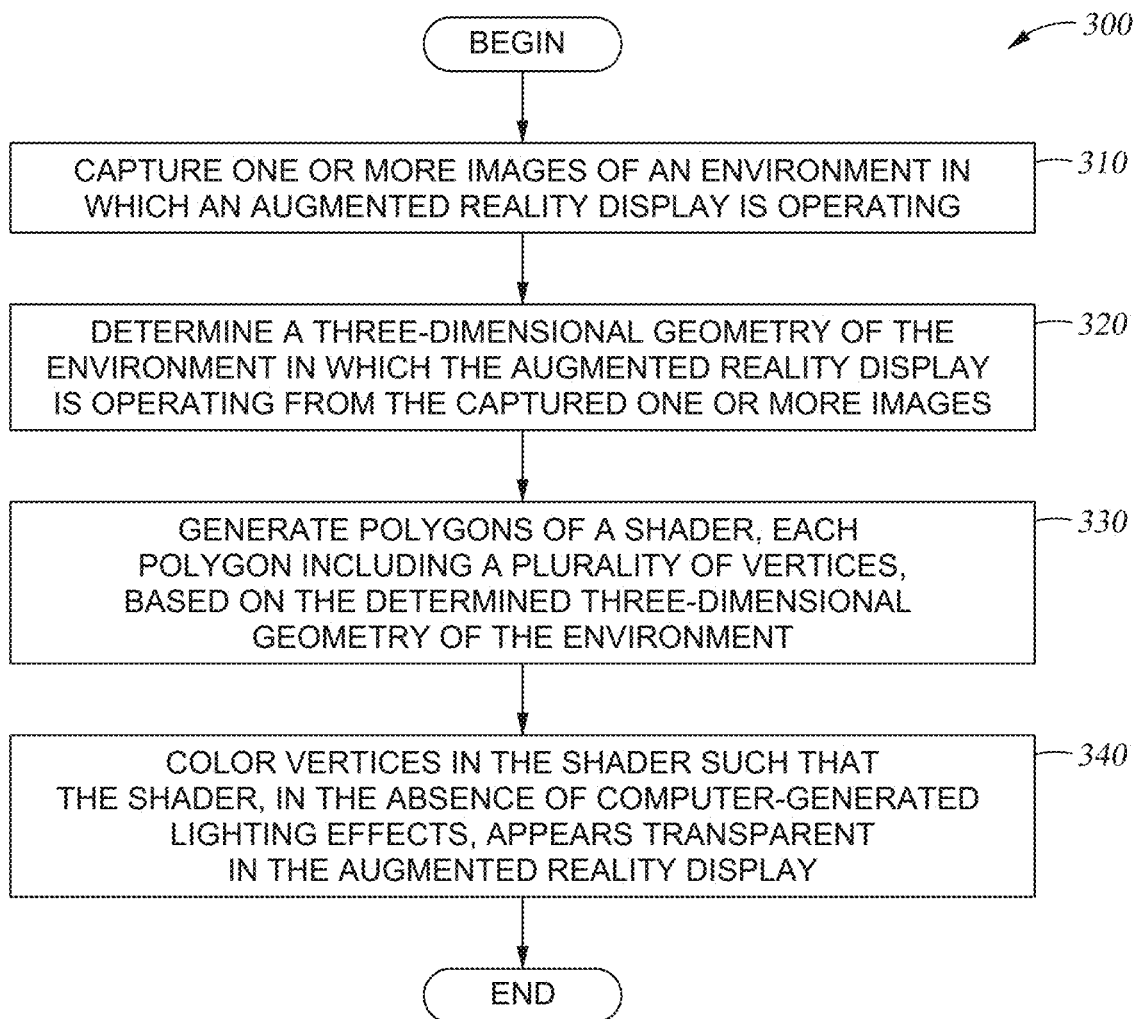 BEGIN
300
CAPTURE ONE OR MORE IMAGES OF AN ENVIRONMENT IN
WHICH AN AUGMENTED REALITY DISPLAY IS OPERATING
310
DETERMINE A THREE-DIMENSIONAL GEOMETRY OF THE
ENVIRONMENT IN WHICH THE AUGMENTED REALITY DISPLAY
IS OPERATING FROM THE CAPTURED ONE OR MORE IMAGES
320
GENERATE POLYGONS OF A SHADER, EACH
POLYGON INCLUDING A PLURALITY OF VERTICES,
BASED ON THE DETERMINED THREE-DIMENSIONAL
GEOMETRY OF THE ENVIRONMENT
330
COLOR VERTICES IN THE SHADER SUCH THAT
THE SHADER, IN THE ABSENCE OF COMPUTER-GENERATED
LIGHTING EFFECTS, APPEARS TRANSPARENT
IN THE AUGMENTED REALITY DISPLAY
340
END